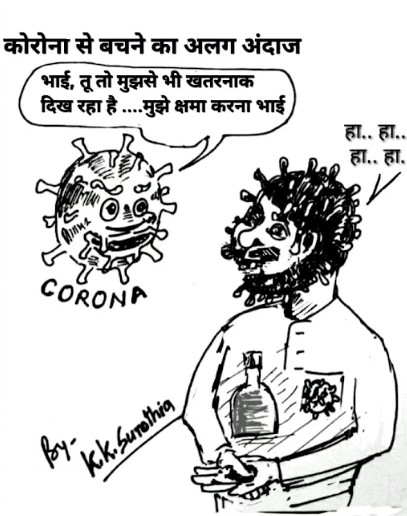 कोरोना से बचने का अलग अंदाज
भाई, तू तो मुझसे भी खतरनाक
दिख रहा है ....मुझे क्षमा करना भाई
हा.. हा..
हा.. हा.
CORONA
By-
K.K. Surothia